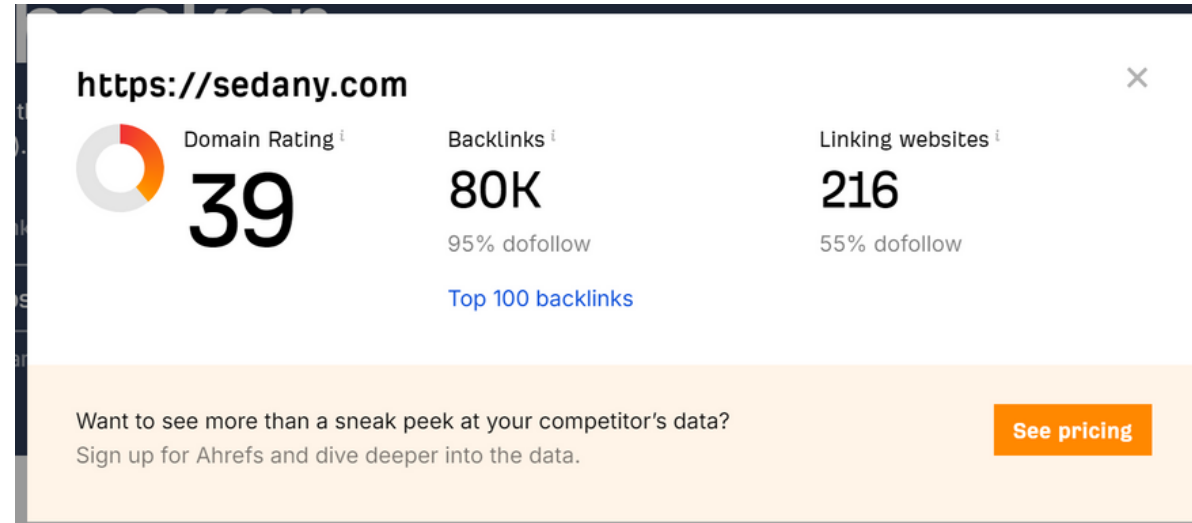 https://sedany.com
Domain Rating i
39
Backlinks i
80K
95% dofollow
Top 100 backlinks
Linking websites i
216
55% dofollow
Want to see more than a sneak peek at your competitor's data?
Sign up for Ahrefs and dive deeper into the data.
See pricing